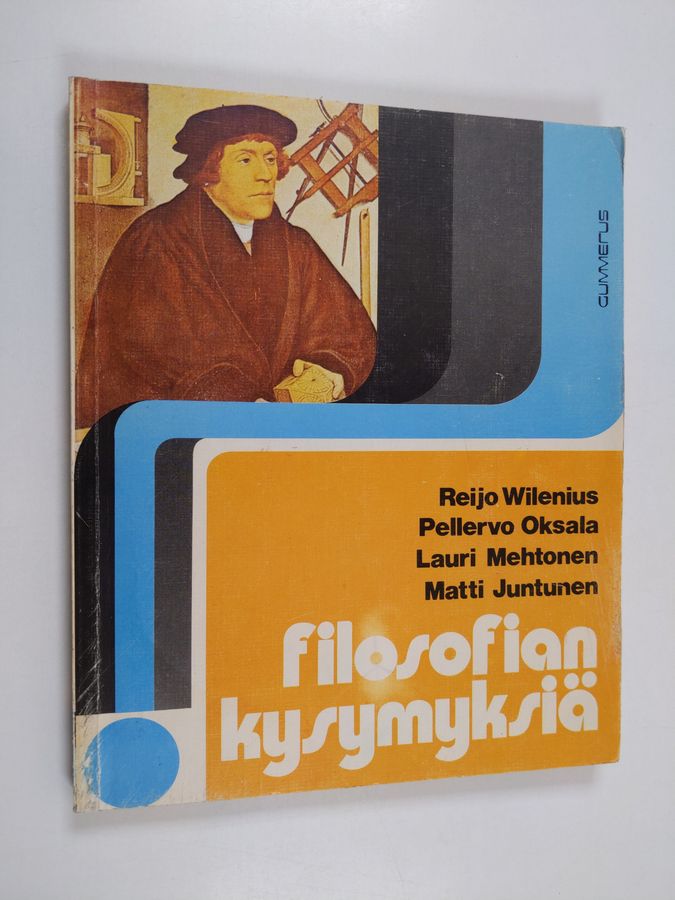 GUMMERUS
Reijo Wilenius
Pellervo Oksala
Lauri Mehtonen
Matti Juntunen
filosofian
kysymyksiä